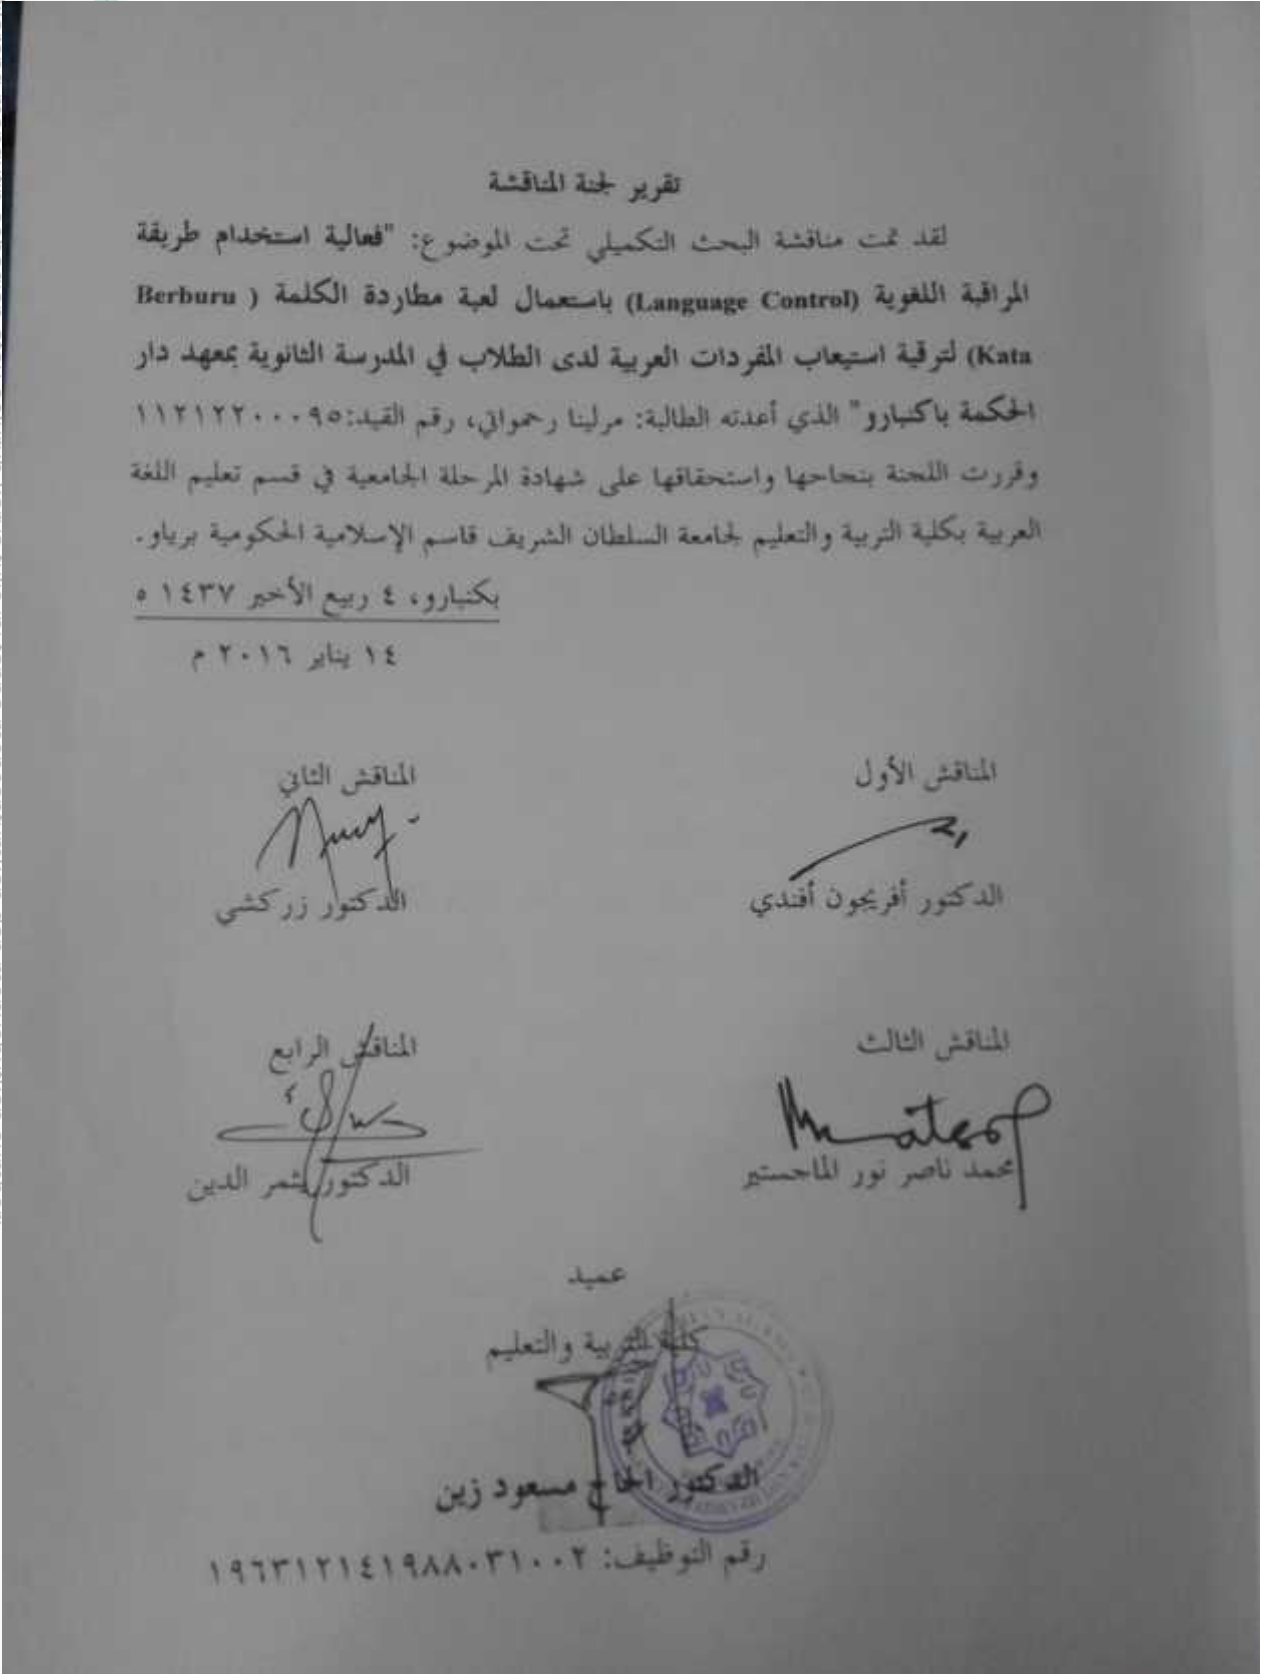 تقرير لجنة المناقشة
لقد تمت مناقشة البحث التكميلي تحت الموضوع: "فعالية استخدام طريقة
المراقبة اللغوية (Language Control) باستعمال لعبة مطاردة الكلمة ( Berburu
Kata) لترقية استيعاب المفردات العربية لدى الطلاب في المدرسة الثانوية بمعهد دار
الحكمة باكنبارو" الذي أعدته الطالبة: مرلينا رحمواتي، رقم القيد:١١٢١٢٢٠٠٠٩٥
وقررت اللجنة بنجاحها واستحقاقها على شهادة المرحلة الجامعية في قسم تعليم اللغة
العربية بكلية التربية والتعليم لجامعة السلطان الشريف قاسم الإسلامية الحكومية برياو.
بكنبارو، ٤ ربيع الأخير ١٤٣٧ ه
١٤ يناير ٢٠١٦ م
المناقش الأول
المناقش الثاني
الدكتور أفريجون أفندي
الدكتور زركشي
المناقش الثالث
المناقش الرابع
محمد ناصر نور الماجستير
الدكتور يثمر الدين
عميد
كلية التربية والتعليم
الدكتور الحاج مسعود زين
رقم التوظيف: ١٩٦٣١٢١٤١٩٨٨٠٣١٠٠٢